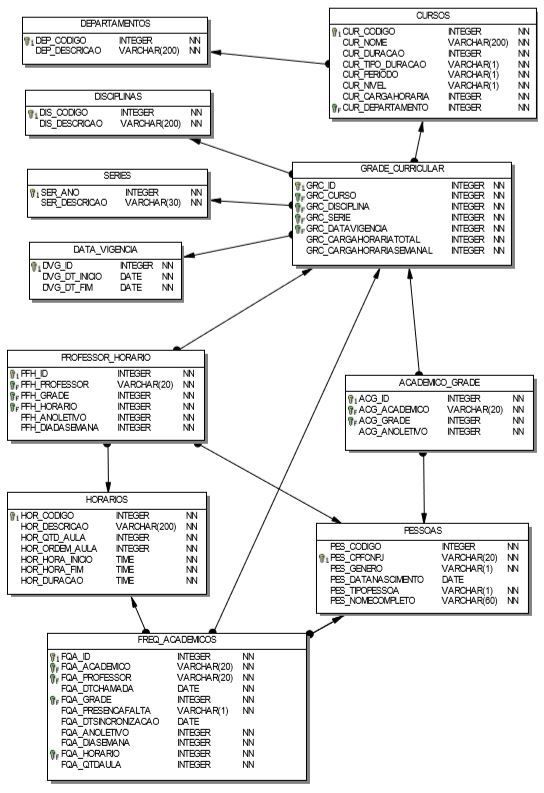 DEPARTAMENTOS
DEP_CODIGO INTEGER NN
DEP_DESCRICAO VARCHAR(200) NN
CURSOS
CUR_CODIGO INTEGER NN
CUR_NOME VARCHAR(200) NN
CUR_DURACAO INTEGER NN
CUR_TIPO_DURACAO VARCHAR(1) NN
CUR_PERIODO VARCHAR(1) NN
CUR_NIVEL VARCHAR(1) NN
CUR_CARGAHORARIA INTEGER NN
CUR_DEPARTAMENTO INTEGER NN
DISCIPLINAS
DIS_CODIGO INTEGER NN
DIS_DESCRICAO VARCHAR(200) NN
SERIES
SER_ANO INTEGER NN
SER_DESCRICAO VARCHAR(30) NN
GRADE_CURRICULAR
GRC_ID INTEGER NN
GRC_CURSO INTEGER NN
GRC_DISCIPLINA INTEGER NN
GRC_SERIE INTEGER NN
GRC_DATAVIGENCIA INTEGER NN
GRC_CARGAHORARIATOTAL INTEGER NN
GRC_CARGAHORARIASEMANAL INTEGER NN
DATA_VIGENCIA
DVG_ID INTEGER NN
DVG_DT_INICIO DATE NN
DVG_DT_FIM DATE NN
PROFESSOR_HORARIO
PFH_ID INTEGER NN
PFH_PROFESSOR VARCHAR(20) NN
PFH_GRADE INTEGER NN
PFH_HORARIO INTEGER NN
PFH_ANOLETIVO INTEGER NN
PFH_DIADASEMANA INTEGER NN
ACADEMICO_GRADE
ACG_ID INTEGER NN
ACG_ACADEMICO VARCHAR(20) NN
ACG_GRADE INTEGER NN
ACG_ANOLETIVO INTEGER NN
HORARIOS
HOR_CODIGO INTEGER NN
HOR_DESCRICAO VARCHAR(200) NN
HOR_QTD_AULA INTEGER NN
HOR_ORDEM_AULA INTEGER NN
HOR_HORA_INICIO TIME NN
HOR_HORA_FIM TIME NN
HOR_DURACAO TIME NN
PESSOAS
PES_CODIGO INTEGER NN
PES_CPFCNPJ VARCHAR(20) NN
PES_GENERO VARCHAR(1) NN
PES_DATANASCIMENTO DATE
PES_TIPOPESSOA VARCHAR(1) NN
PES_NOMECOMPLETO VARCHAR(60) NN
FREQ_ACADEMICOS
FQA_ID INTEGER NN
FQA_ACADEMICO VARCHAR(20) NN
FQA_PROFESSOR VARCHAR(20) NN
FQA_DTCHAMADA DATE NN
FQA_GRADE INTEGER NN
FQA_PRESENCAFALTA VARCHAR(1) NN
FQA_DTSINCRONIZACAO DATE
FQA_ANOLETIVO INTEGER NN
FQA_DIASEMANA INTEGER NN
FQA_HORARIO INTEGER NN
FQA_QTDAULA INTEGER NN